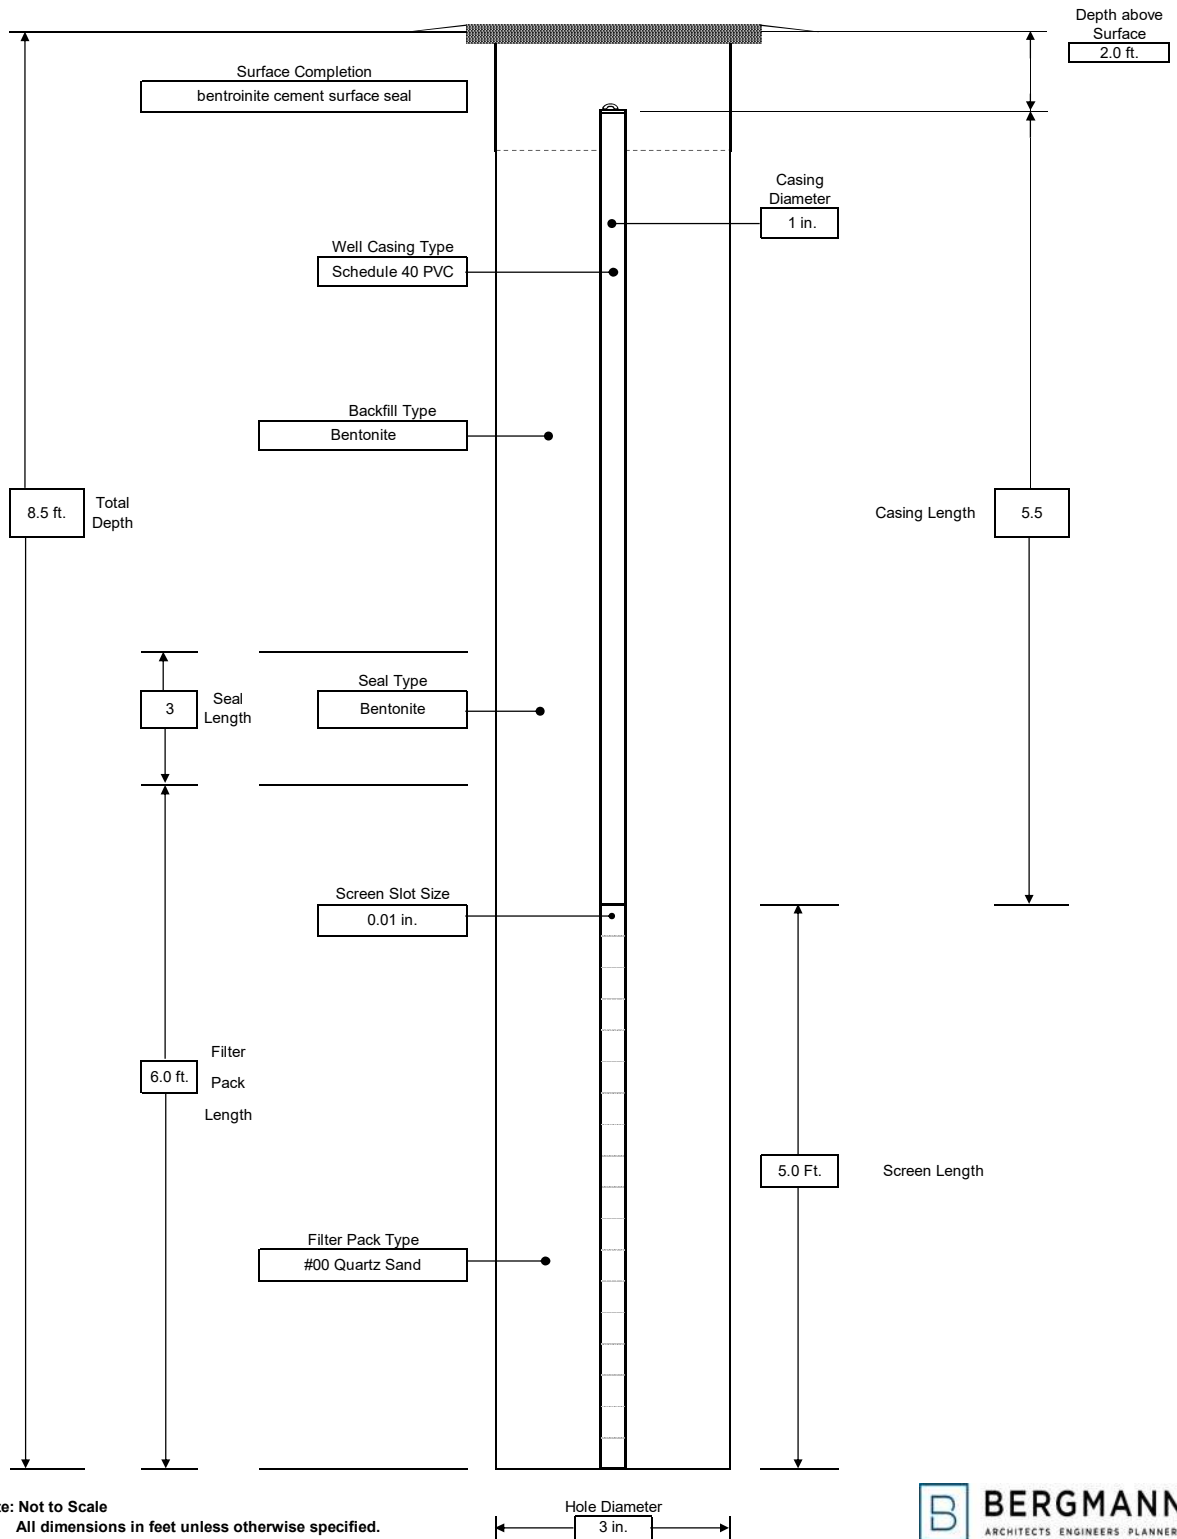 Depth above
Surface
2.0 ft.
Surface Completion
bentroinite cement surface seal
Casing
Diameter
1 in.
Well Casing Type
Schedule 40 PVC
Backfill Type
Bentonite
8.5 ft.
Total
Depth
Casing Length
5.5
3
Seal
Length
Seal Type
Bentonite
Screen Slot Size
0.01 in.
6.0 ft.
Filter
Pack
Length
5.0 Ft.
Screen Length
Filter Pack Type
#00 Quartz Sand
te: Not to Scale
All dimensions in feet unless otherwise specified.
Hole Diameter
3 in.
B
BERGMANN
ARCHITECTS ENGINEERS PLANNER